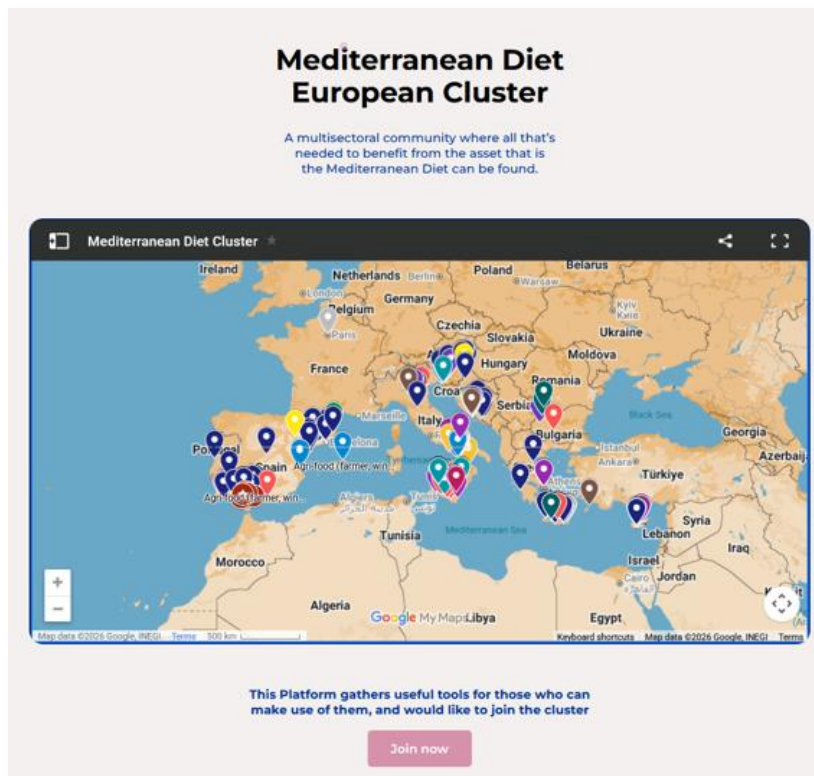 Mediterranean Diet
European Cluster
A multisectoral community where all that's
needed to benefit from the asset that is
the Mediterranean Diet can be found.
Mediterranean Diet Cluster
Ireland
Netherlands
Berlin
Poland
Belarus
London
Warsaw
Belgium
Germany
Kyiv
Київ
Paris
Czechia
Slovakia
Ukraine
France
Hungary
Moldova
Romania
Serbia
Marseille
Italy
Black Sea
Bulgaria
Georgia
Istanbul
Spain
Agri-food (farmer, win...
Ankara
Türkiye
Athens
Agri-food (farmer, win...
Algiers
Tunis
تونس
Tunisia
Mediterranean Sea
Syria
Lebanon
Iraq
Morocco
Israel
Cairo
Jordan
Algeria
Google My Maps
Libya
Egypt
Map data ©2026 Google, INEGI
Terms
500 km
Keyboard shortcuts
Map data ©2026 Google, INEGI
Terms
This Platform gathers useful tools for those who can
make use of them, and would like to join the cluster
Join now